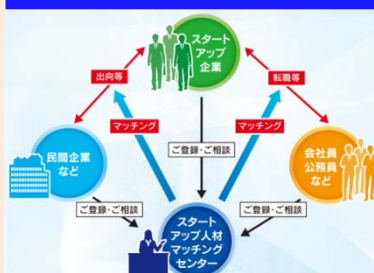 スタート
アップ
企業
出向等
転職等
マッチング
マッチング
ご登録・ご相談
民間企業
など
会社員
公務員
など
ご登録・ご相談
ご登録・ご相談
スタート
アップ人材
マッチング
センター